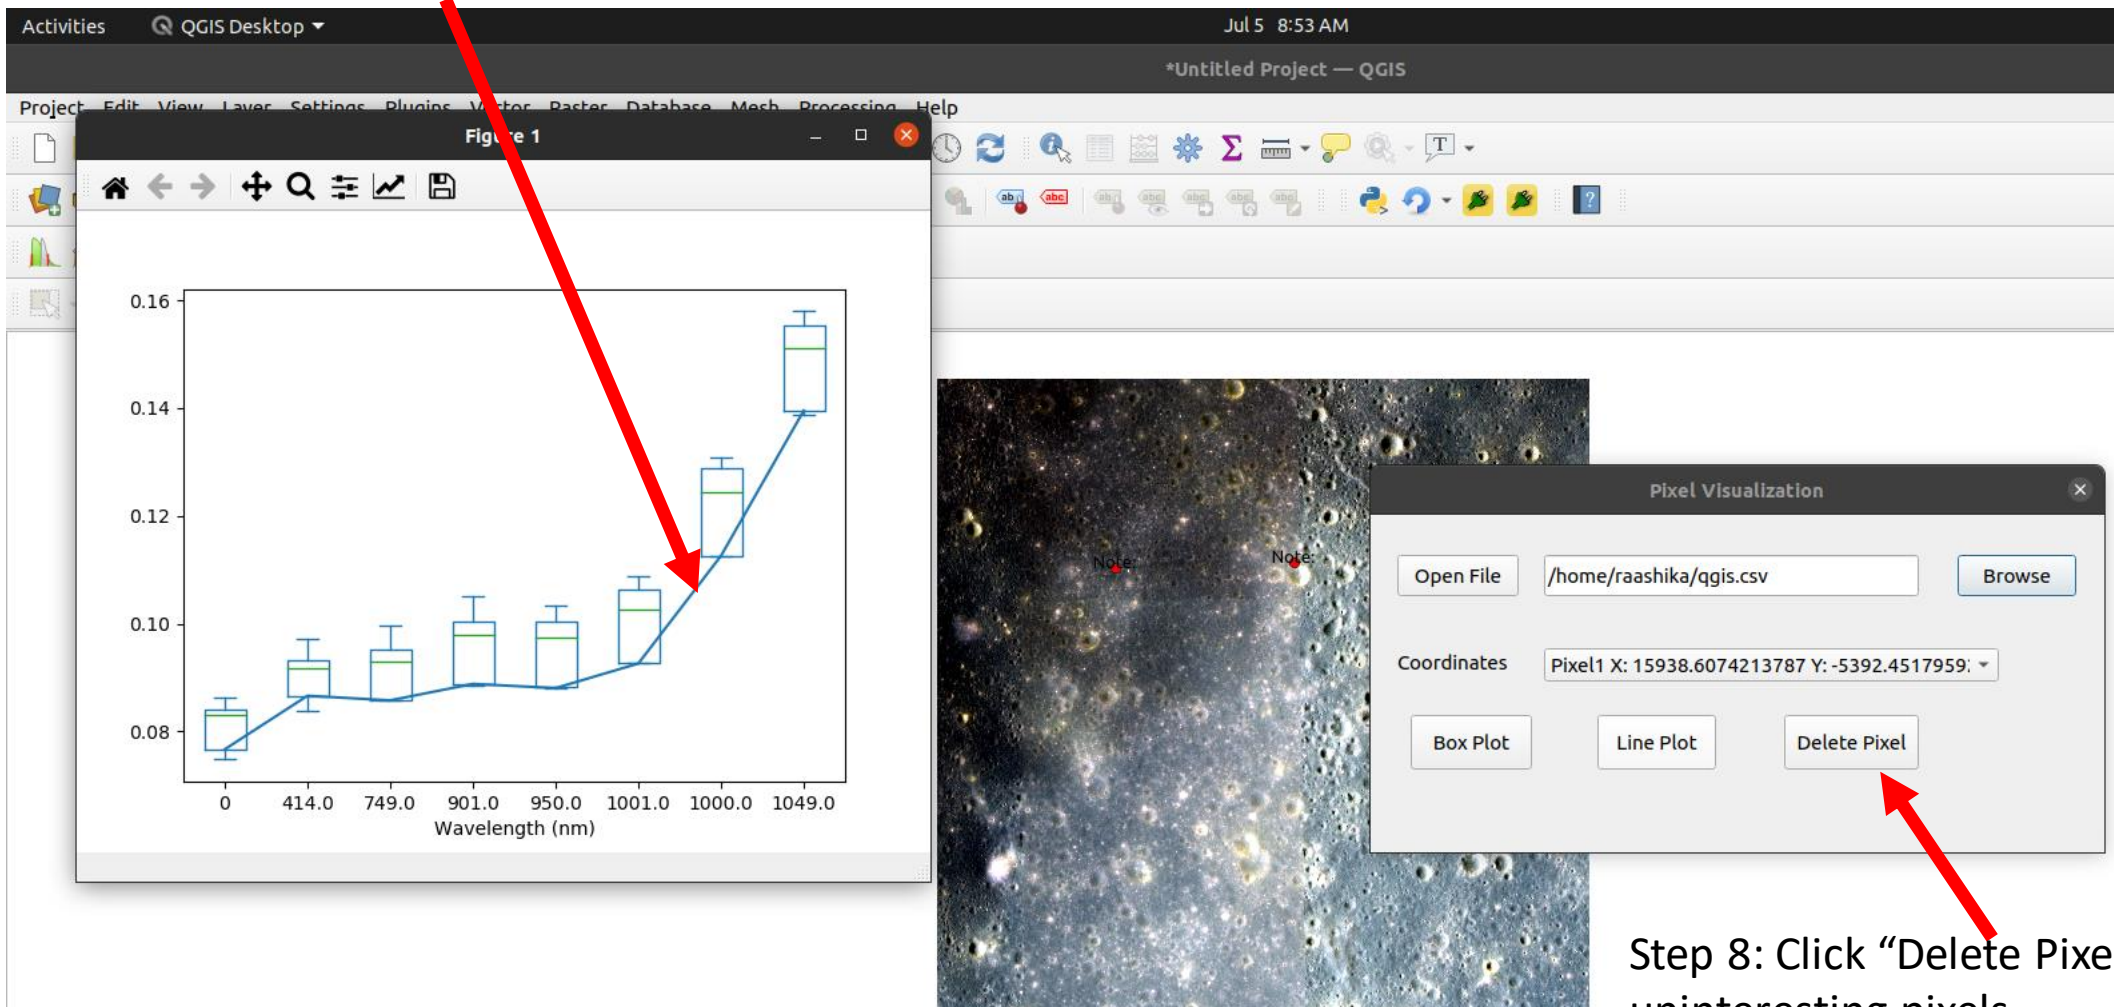 Activities QGIS Desktop Jul 5 8:53 AM
*Untitled Project — QGIS
Project Edit View Layer Settings Plugins Vector Raster Database Mesh Processing Help
Figure 1
0.16
0.14
0.12
0.10
0.08
0 414.0 749.0 901.0 950.0 1001.0 1000.0 1049.0
Wavelength (nm)
Note: Note:
Pixel Visualization
Open File /home/raashika/qgis.csv Browse
Coordinates Pixel1 X: 15938.6074213787 Y: -5392.4517959
Box Plot Line Plot Delete Pixel
Step 8: Click “Delete Pixe
uninteresting pixels